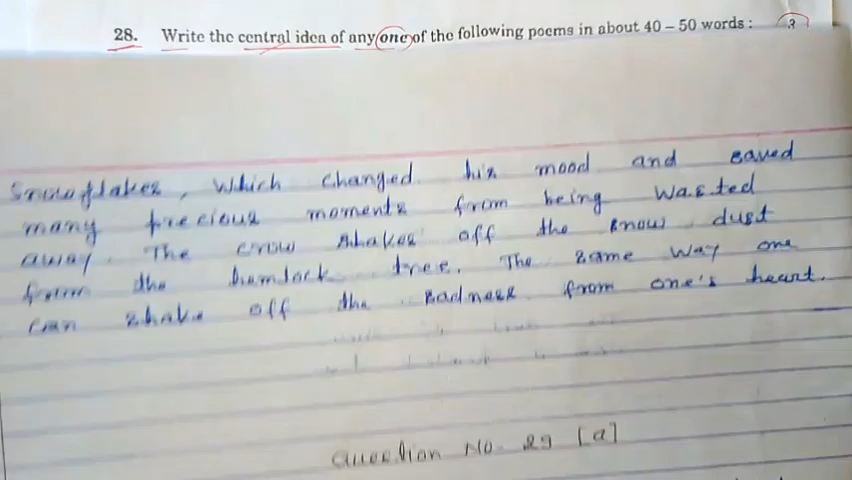 28. Write the central idea of any one of the following poems in about 40 – 50 words : 3
Snowflakes, which changed his mood and saved
many precious moments from being wasted
away. The crow shakes off the snow dust
from the hemlock tree. The same way one
can shake off the sadness from one's heart.
Question No. 29 [a]